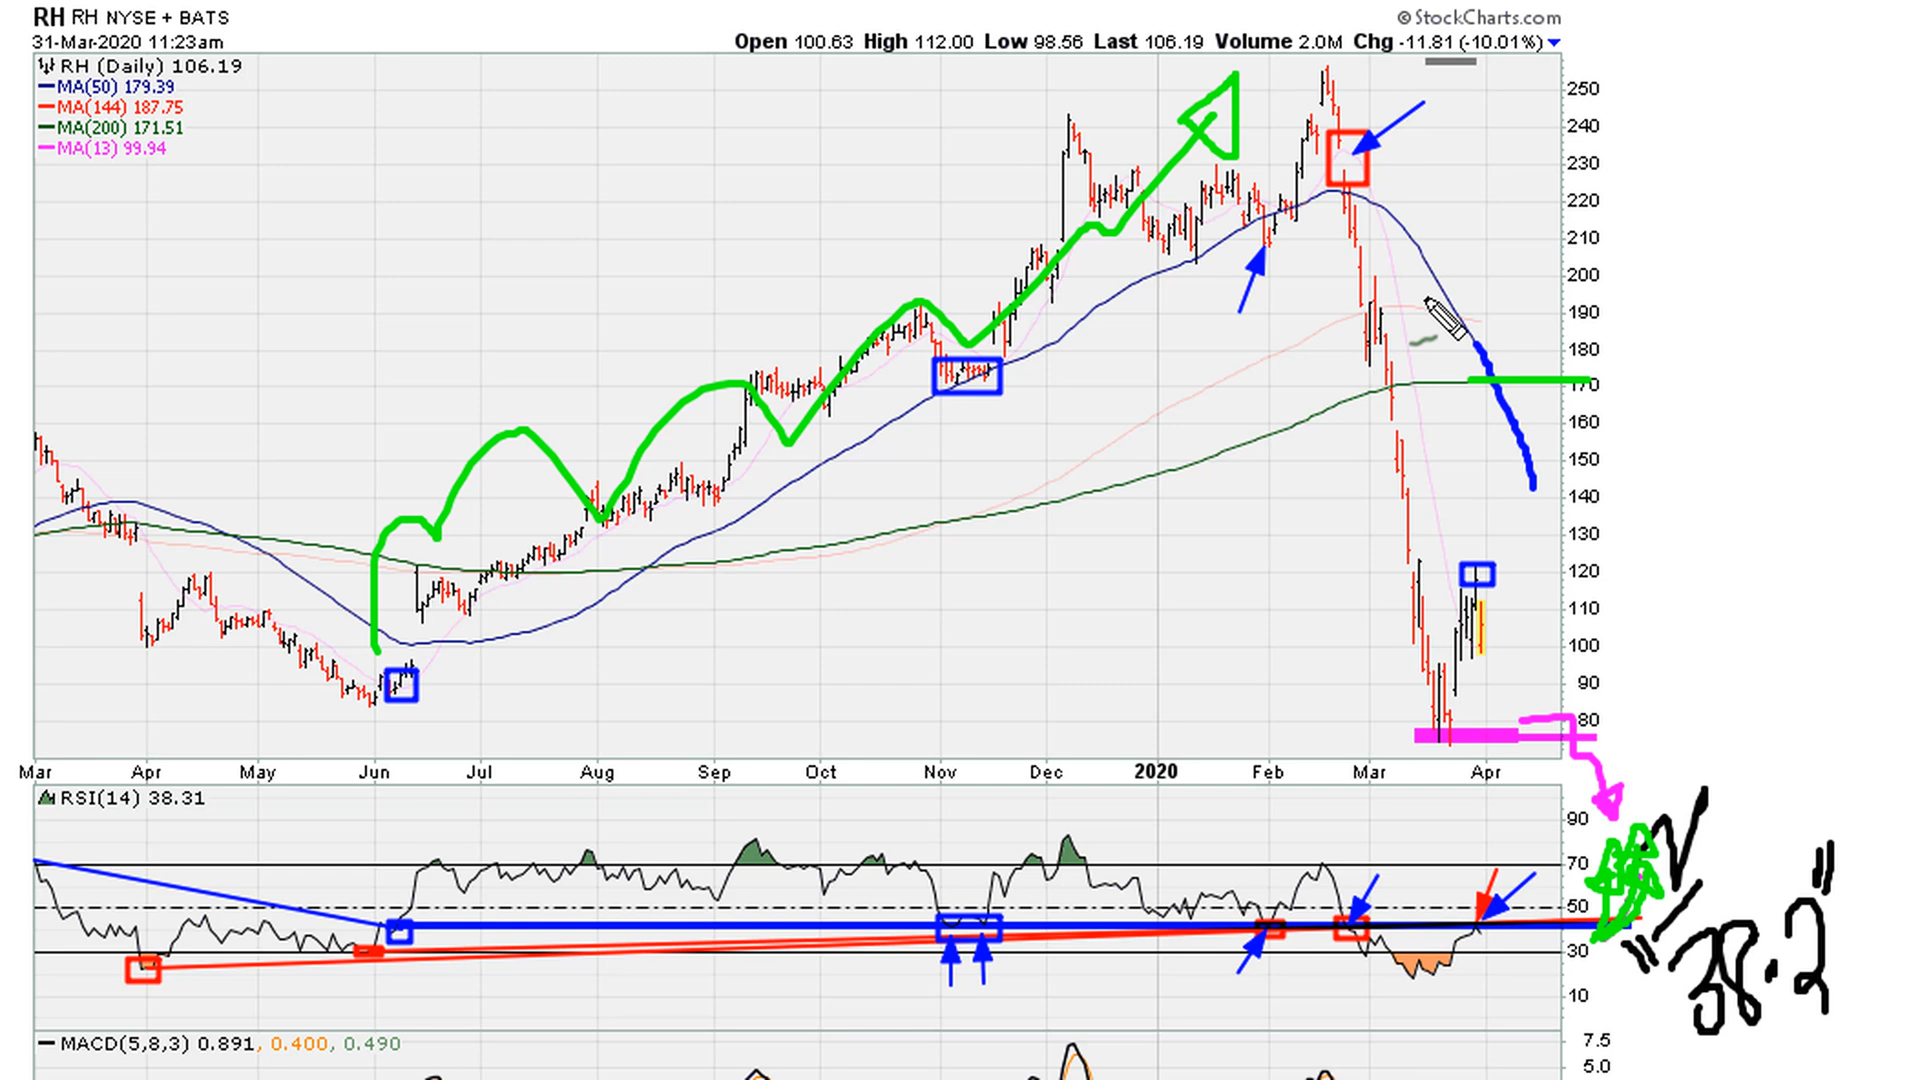 RH RH NYSE + BATS
© StockCharts.com
31-Mar-2020 11:23am
Open 100.63 High 112.00 Low 98.56 Last 106.19 Volume 2.0M Chg -11.81 (-10.01%)
RH (Daily) 106.19
MA(50) 179.39
MA(144) 187.75
MA(200) 171.51
MA(13) 99.94
250
240
230
220
210
200
190
180
170
160
150
140
130
120
110
100
90
80
Mar Apr May Jun Jul Aug Sep Oct Nov Dec 2020 Feb Mar Apr
RSI(14) 38.31
90
70
50
30
10
"38.2"
MACD(5,8,3) 0.891, 0.400, 0.490
7.5
5.0